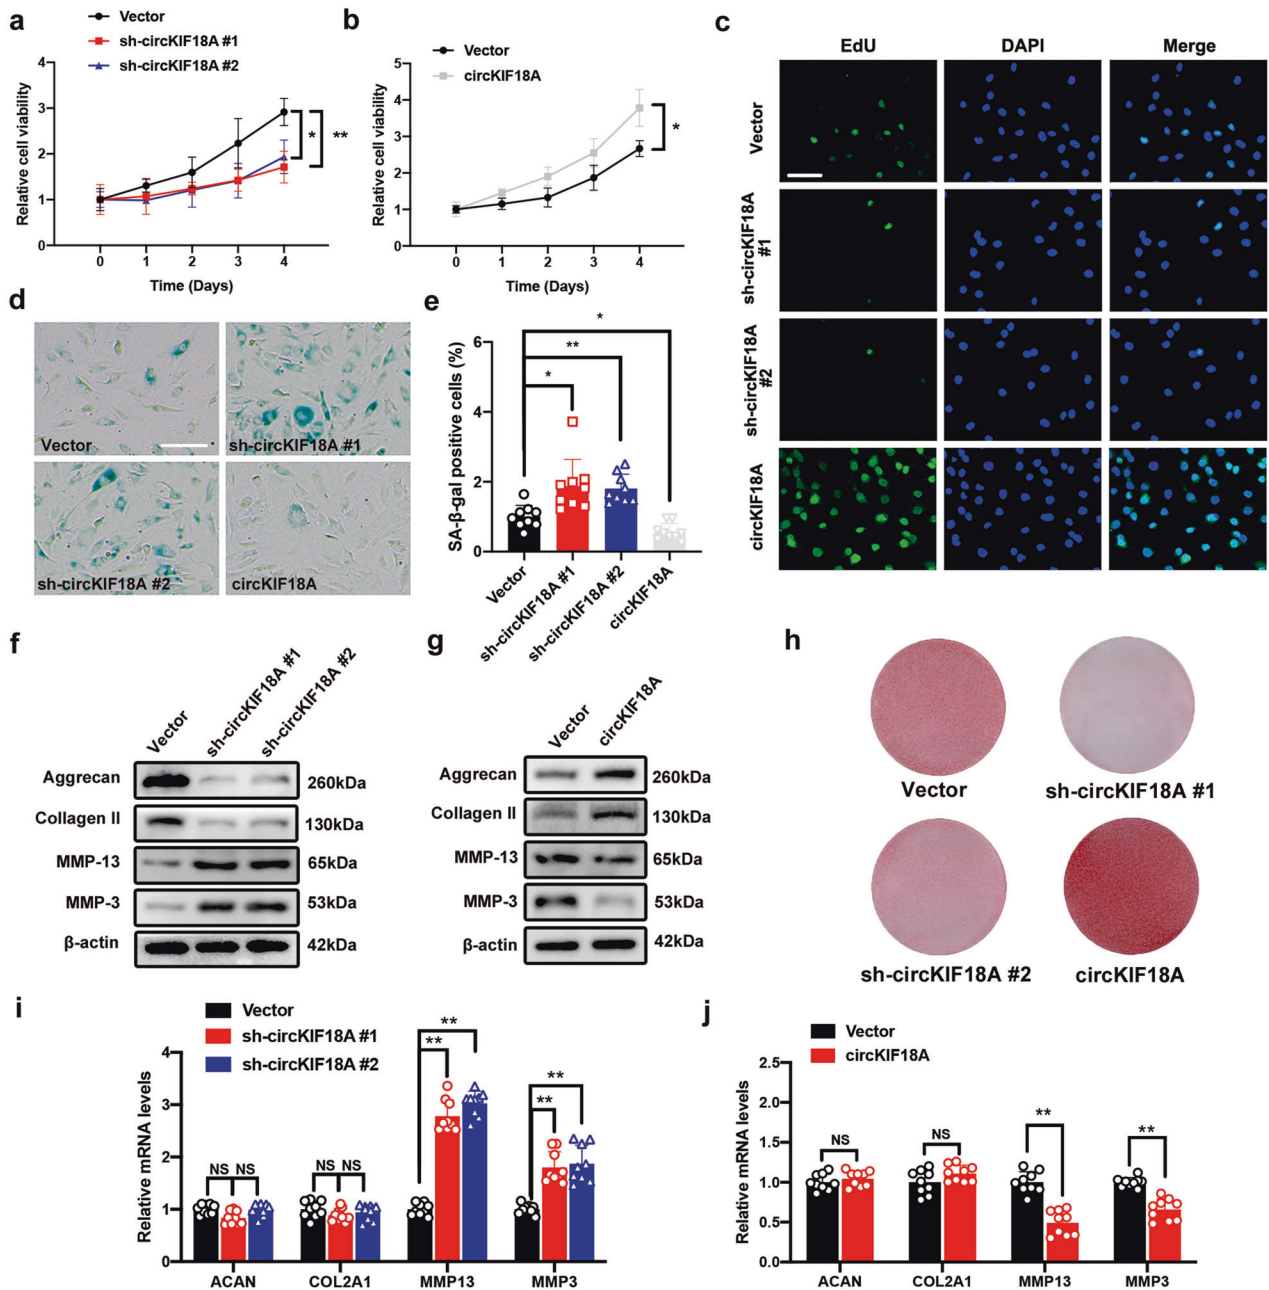 a
Vector
sh-circKIF18A #1
sh-circKIF18A #2
Relative cell viability
4
3
2
1
0
0 1 2 3 4
Time (Days)
* **
b
Vector
circKIF18A
Relative cell viability
5
4
3
2
1
0
0 1 2 3 4
Time (Days)
*
c
EdU DAPI Merge
Vector
sh-circKIF18A
#1
sh-circKIF18A
#2
circKIF18A
d
Vector
sh-circKIF18A #1
sh-circKIF18A #2
circKIF18A
e
SA-β-gal positive cells (%)
6
4
2
0
*
**
*
Vector
sh-circKIF18A #1
sh-circKIF18A #2
circKIF18A
f
Vector
sh-circKIF18A #1
sh-circKIF18A #2
Aggrecan 260kDa
Collagen II 130kDa
MMP-13 65kDa
MMP-3 53kDa
β-actin 42kDa
g
Vector
circKIF18A
Aggrecan 260kDa
Collagen II 130kDa
MMP-13 65kDa
MMP-3 53kDa
β-actin 42kDa
h
Vector
sh-circKIF18A #1
sh-circKIF18A #2
circKIF18A
i
Vector
sh-circKIF18A #1
sh-circKIF18A #2
Relative mRNA levels
4
3
2
1
0
NS NS
NS NS
**
**
**
**
ACAN COL2A1 MMP13 MMP3
j
Vector
circKIF18A
Relative mRNA levels
2.5
2.0
1.5
1.0
0.5
0.0
NS
NS
**
**
ACAN COL2A1 MMP13 MMP3